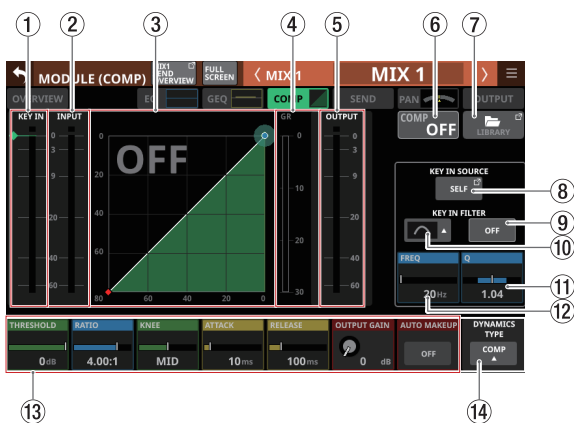 ① ② ③ ④ ⑤ ⑥ ⑦
MODULE (COMP)
MIX1
SEND
OVERVIEW
FULL
SCREEN
MIX 1
MIX 1
OVERVIEW EQ GEQ COMP SEND PAN OUTPUT
KEY IN INPUT GR OUTPUT
COMP
OFF
LIBRARY
OFF
0 0 0
3 3
9 20 10 9
20 40 20
20
40 60 40
60 80 60 40 20 0 30 60
KEY IN SOURCE
SELF
⑧
KEY IN FILTER
OFF
⑨
⑩
FREQ Q
20Hz 1.04
⑪
⑫
THRESHOLD RATIO KNEE ATTACK RELEASE OUTPUT GAIN AUTO MAKEUP DYNAMICS
TYPE
0dB 4.00:1 MID 10ms 100ms 0 dB OFF COMP
⑬ ⑭